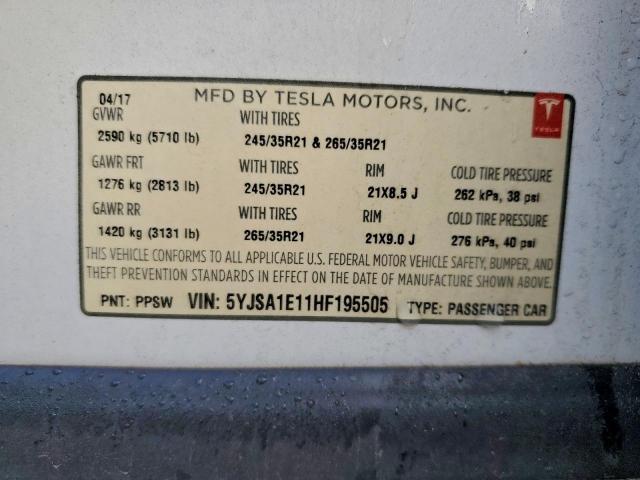 04/17 MFD BY TESLA MOTORS, INC.
GVWR WITH TIRES
2590 kg (5710 lb) 245/35R21 & 265/35R21
GAWR FRT WITH TIRES RIM COLD TIRE PRESSURE
1276 kg (2813 lb) 245/35R21 21X8.5 J 262 kPa, 38 psi
GAWR RR WITH TIRES RIM COLD TIRE PRESSURE
1420 kg (3131 lb) 265/35R21 21X9.0 J 276 kPa, 40 psi
THIS VEHICLE CONFORMS TO ALL APPLICABLE U.S. FEDERAL MOTOR VEHICLE SAFETY, BUMPER, AND
THEFT PREVENTION STANDARDS IN EFFECT ON THE DATE OF MANUFACTURE SHOWN ABOVE.
PNT: PPSW VIN: 5YJSA1E11HF195505 TYPE: PASSENGER CAR
TESLA